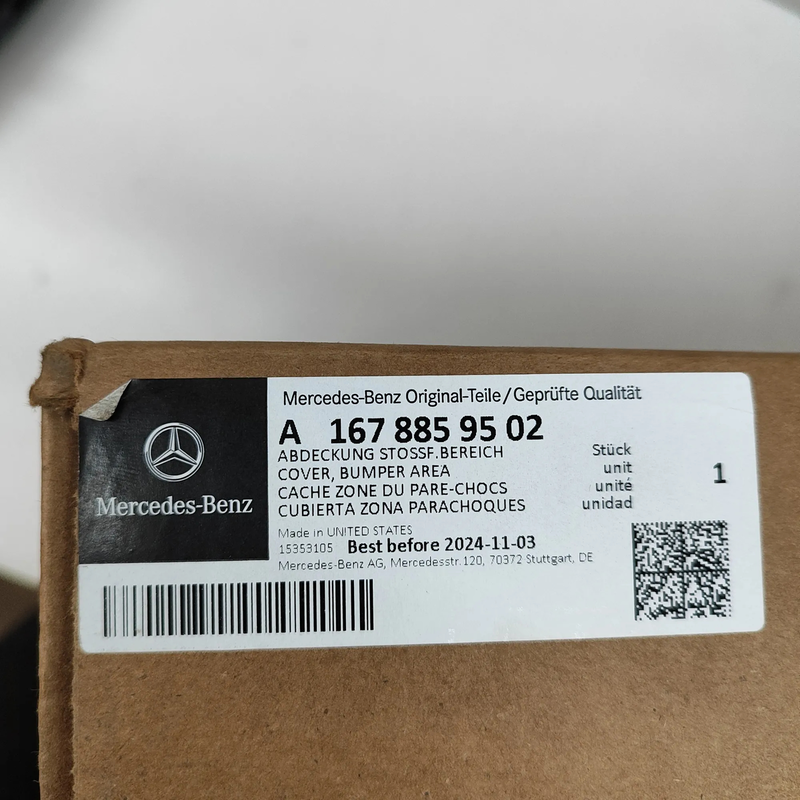 Mercedes-Benz Original-Teile/Geprüfte Qualität
A 167 885 95 02
ABDECKUNG STOSSF.BEREICH
COVER, BUMPER AREA
CACHE ZONE DU PARE-CHOCS
CUBIERTA ZONA PARACHOQUES
Stück
unit
unité
unidad
1
Mercedes-Benz
Made in UNITED STATES
15353105 Best before 2024-11-03
Mercedes-Benz AG, Mercedesstr.120, 70372 Stuttgart, DE